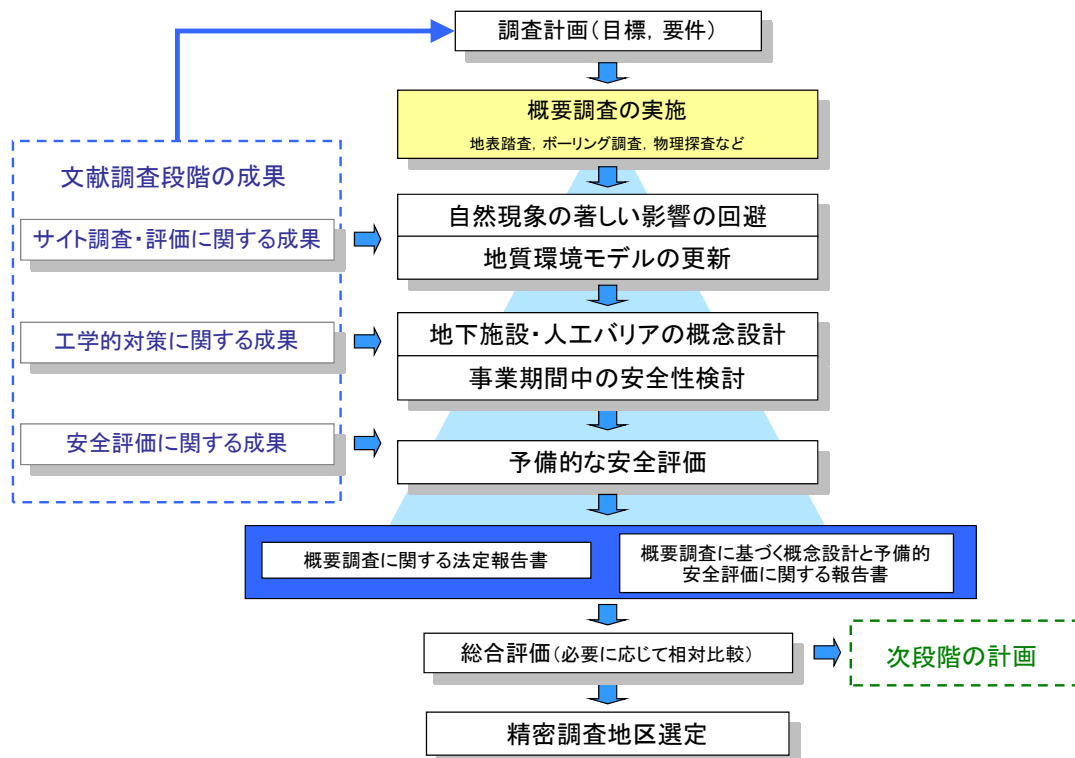 調査計画(目標，要件)
概要調査の実施
地表踏査，ボーリング調査，物理探査など
文献調査段階の成果
サイト調査・評価に関する成果
自然現象の著しい影響の回避
地質環境モデルの更新
工学的対策に関する成果
地下施設・人工バリアの概念設計
事業期間中の安全性検討
安全評価に関する成果
予備的な安全評価
概要調査に関する法定報告書
概要調査に基づく概念設計と予備的
安全評価に関する報告書
総合評価(必要に応じて相対比較)
次段階の計画
精密調査地区選定